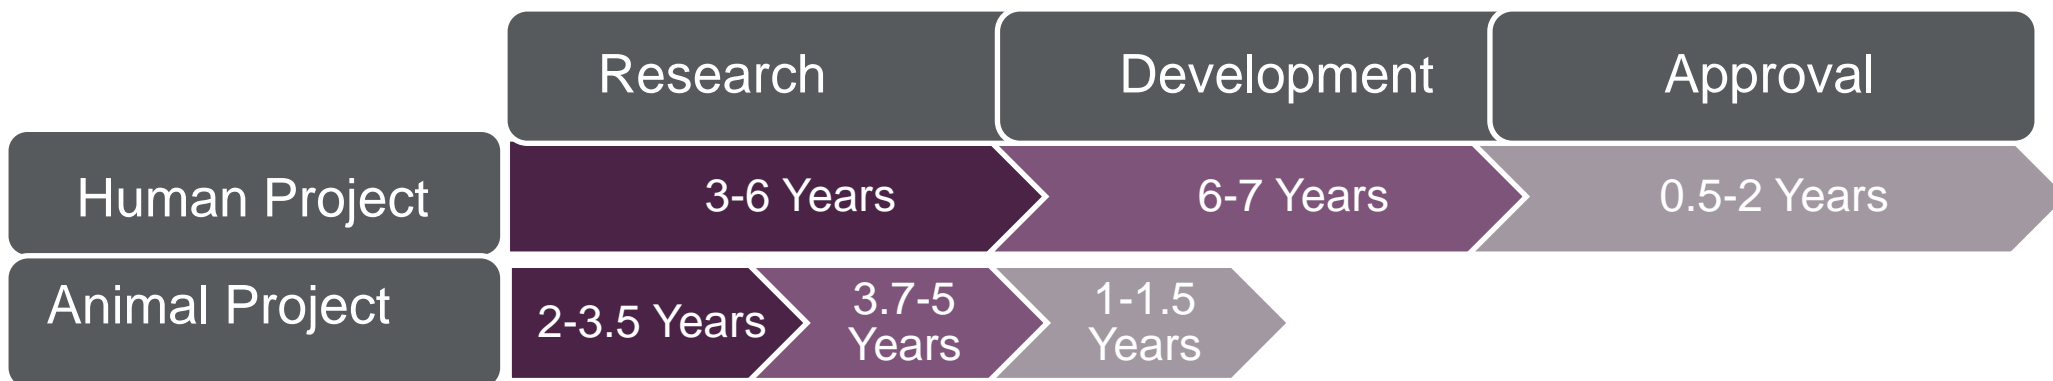 Research
Development
Approval
Human Project
3-6 Years
6-7 Years
0.5-2 Years
Animal Project
2-3.5 Years
3.7-5
Years
1-1.5
Years